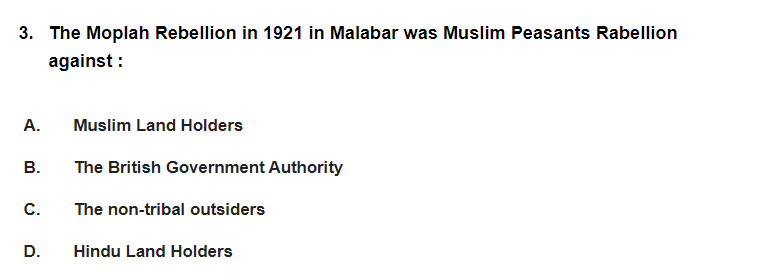 3. The Moplah Rebellion in 1921 in Malabar was Muslim Peasants Rabellion
against :
A. Muslim Land Holders
B. The British Government Authority
C. The non-tribal outsiders
D. Hindu Land Holders